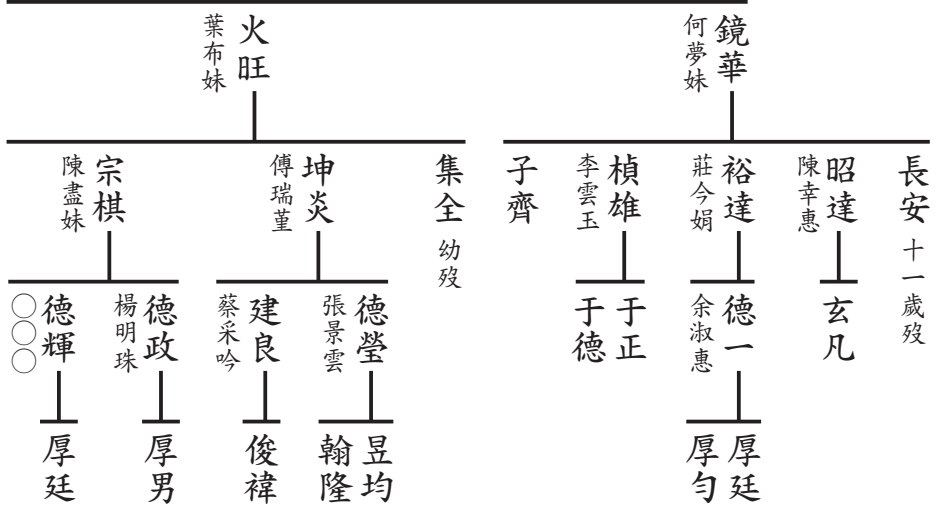 鏡華
何夢妹
火旺
葉布妹
長安 十一歲歿
昭達
陳幸惠
裕達
莊今娟
楨雄
李雲玉
子齊
集全 幼歿
坤炎
傅瑞菫
宗棋
陳盡妹
玄凡
德一
余淑惠
于正
于德
德瑩
張景雲
建良
蔡采吟
德政
楊明珠
德輝
○○○
厚廷
厚勻
昱均
翰隆
俊褘
厚男
厚廷